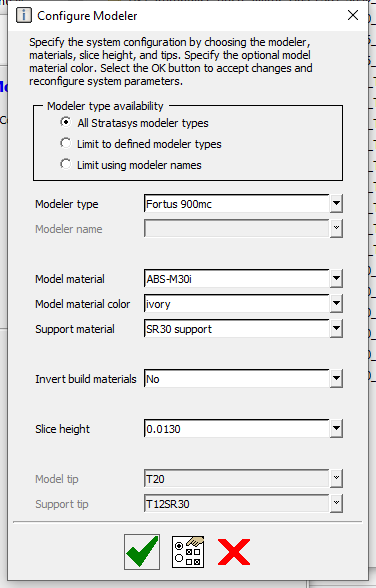 Configure Modeler
Specify the system configuration by choosing the modeler,
materials, slice height, and tips. Specify the optional model
material color. Select the OK button to accept changes and
reconfigure system parameters.
Modeler type availability
All Stratasys modeler types
Limit to defined modeler types
Limit using modeler names
Modeler type Fortus 900mc
Modeler name
Model material ABS-M30i
Model material color ivory
Support material SR30 support
Invert build materials No
Slice height 0.0130
Model tip T20
Support tip T12SR30